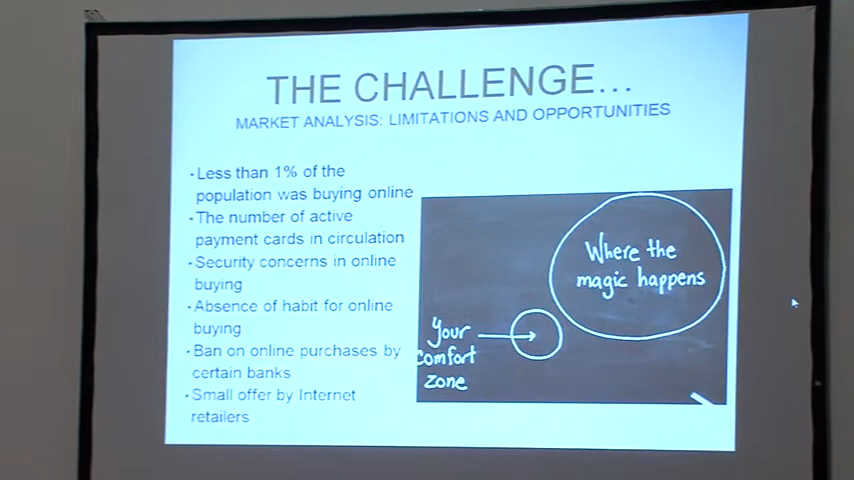 THE CHALLENGE...
MARKET ANALYSIS: LIMITATIONS AND OPPORTUNITIES
-Less than 1% of the
population was buying online
-The number of active
payment cards in circulation
-Security concerns in online
buying
-Absence of habit for online
buying
-Ban on online purchases by
certain banks
-Small offer by Internet
retailers
Where the
magic happens
Your
comfort
zone